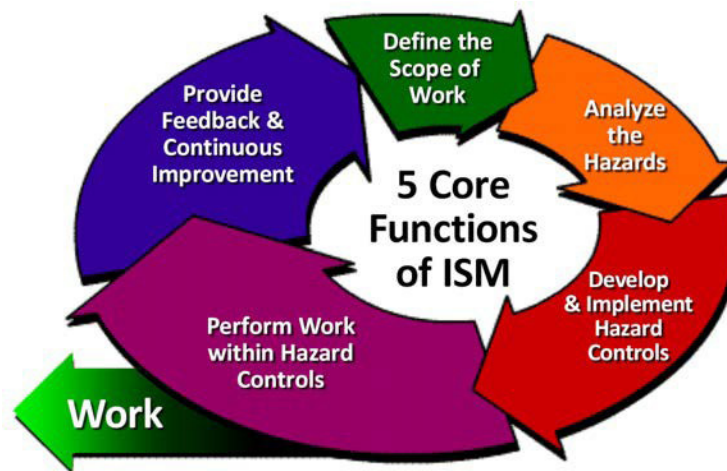 Define the
Scope of
Work
Analyze
the
Hazards
Develop
& Implement
Hazard
Controls
Perform Work
within Hazard
Controls
Provide
Feedback &
Continuous
Improvement
5 Core
Functions
of ISM
Work